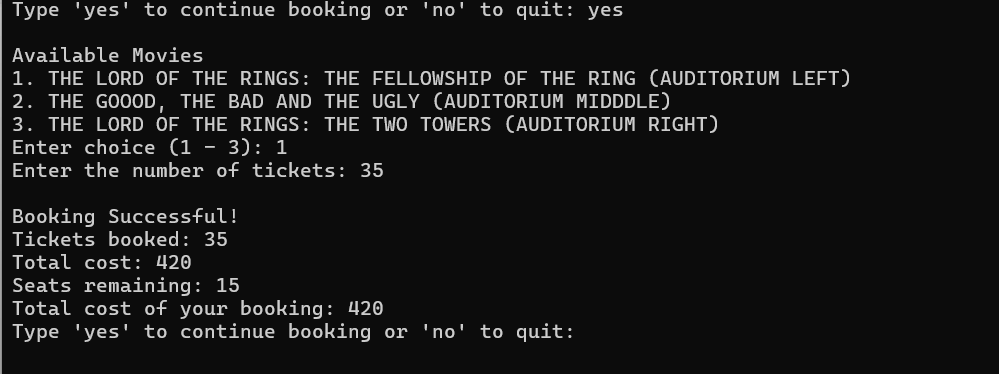 Type 'yes' to continue booking or 'no' to quit: yes
Available Movies
1. THE LORD OF THE RINGS: THE FELLOWSHIP OF THE RING (AUDITORIUM LEFT)
2. THE GOOOD, THE BAD AND THE UGLY (AUDITORIUM MIDDDLE)
3. THE LORD OF THE RINGS: THE TWO TOWERS (AUDITORIUM RIGHT)
Enter choice (1 - 3): 1
Enter the number of tickets: 35
Booking Successful!
Tickets booked: 35
Total cost: 420
Seats remaining: 15
Total cost of your booking: 420
Type 'yes' to continue booking or 'no' to quit: